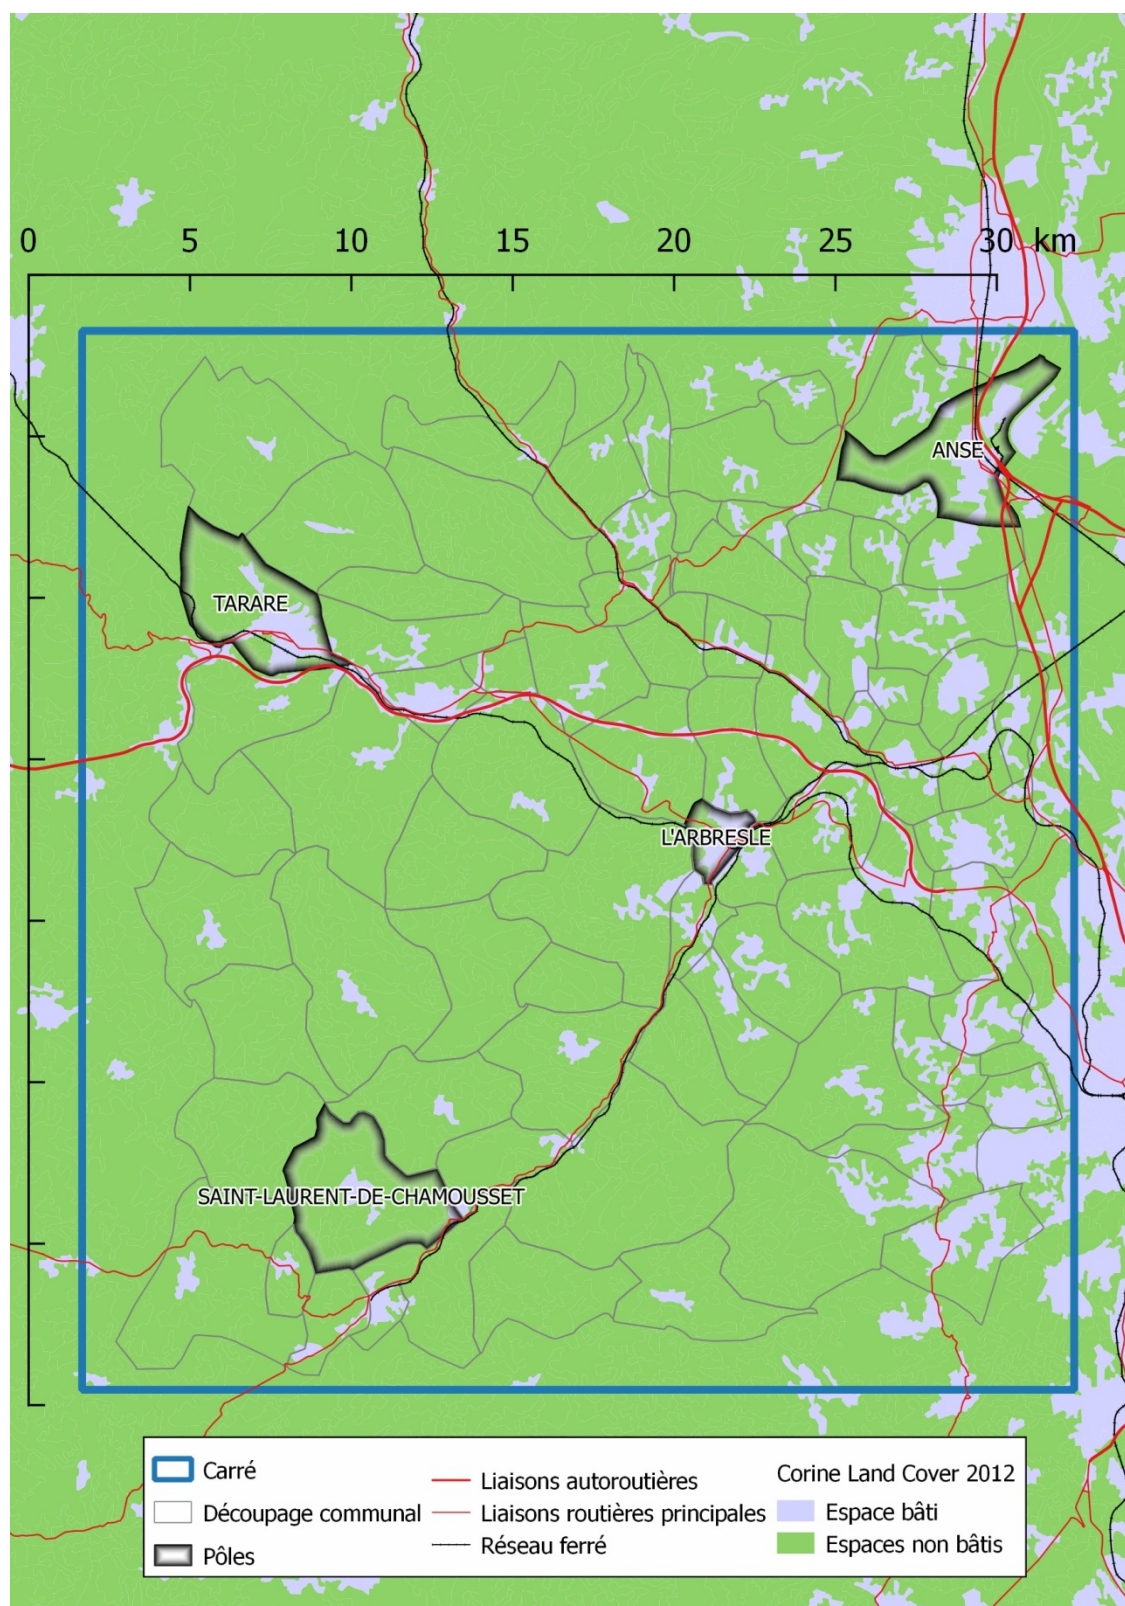 0 5 10 15 20 25 30 km
ANSE
TARARE
L'ARBRESLE
SAINT-LAURENT-DE-CHAMOUSSET
Carré
Découpage communal
Pôles
Liaisons autoroutières
Liaisons routières principales
Réseau ferré
Corine Land Cover 2012
Espace bâti
Espaces non bâtis